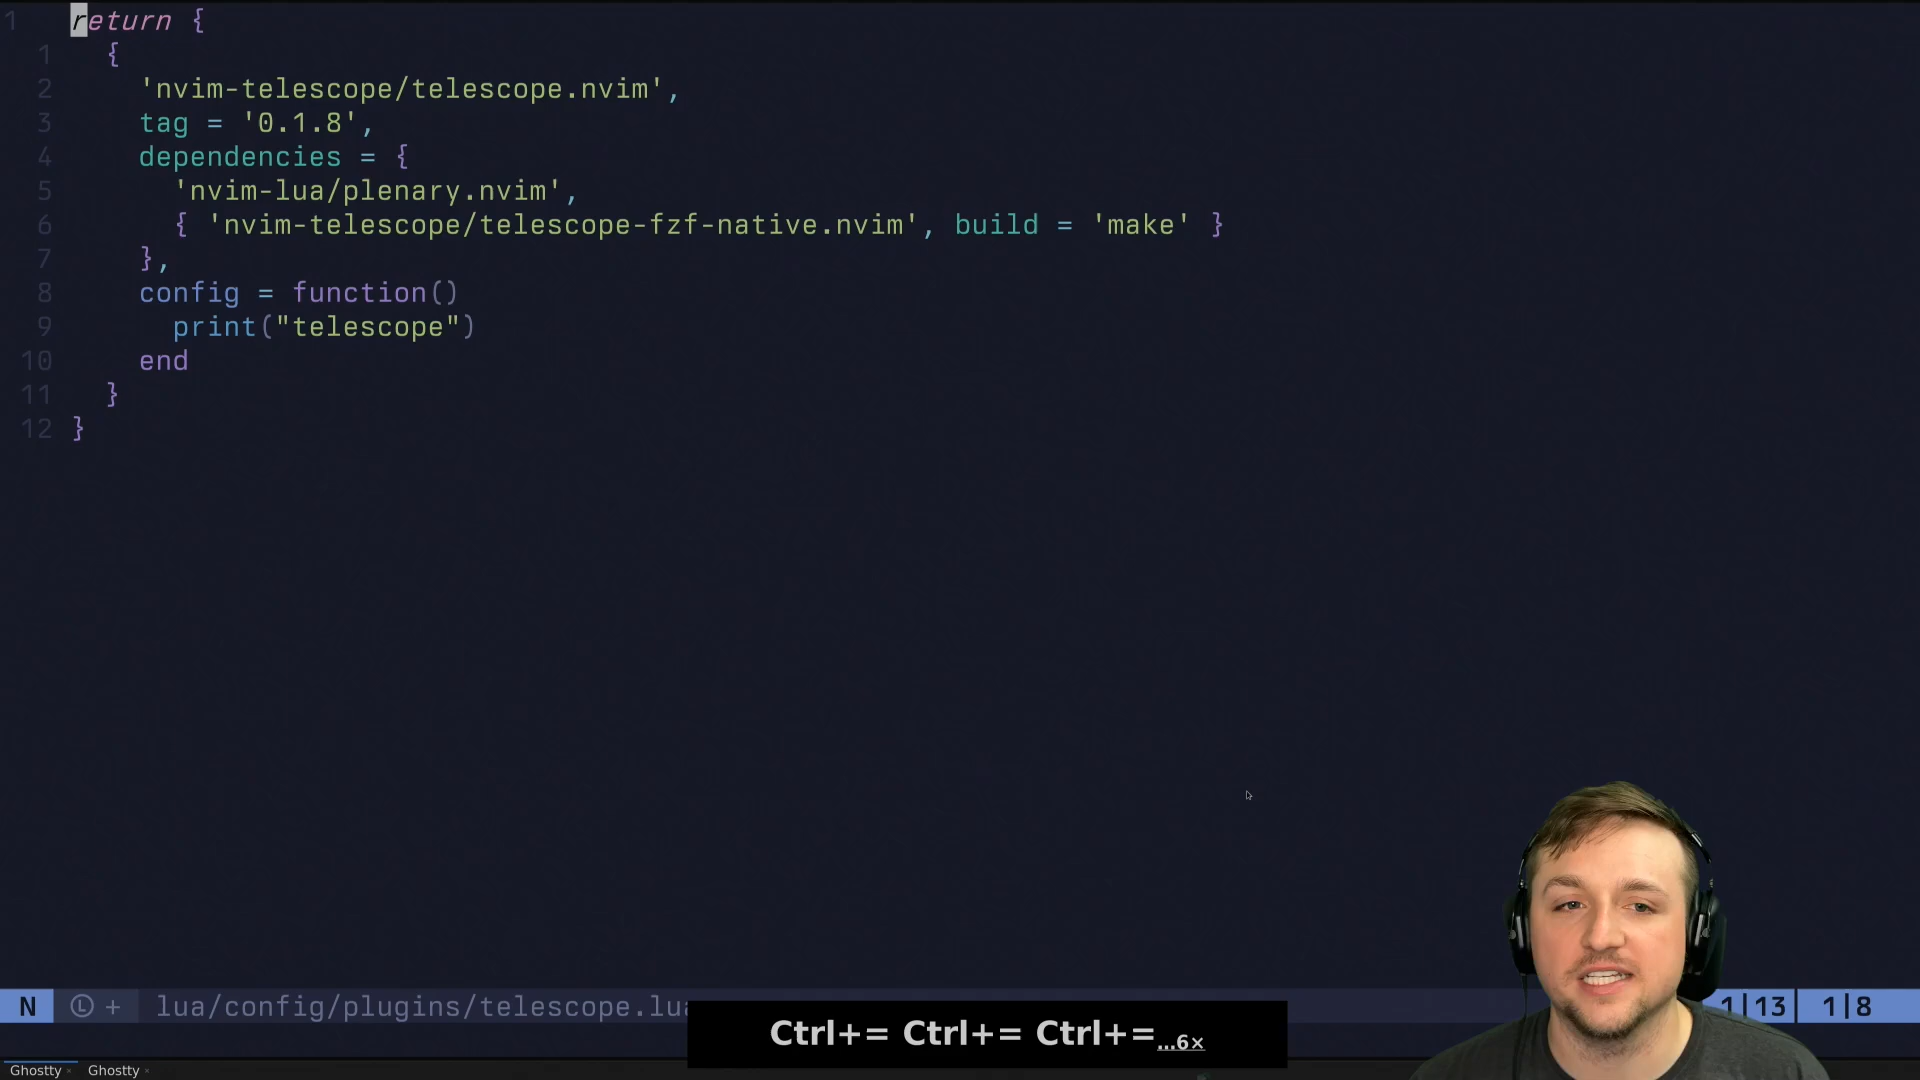 1 return {
1 {
2 'nvim-telescope/telescope.nvim',
3 tag = '0.1.8',
4 dependencies = {
5 'nvim-lua/plenary.nvim',
6 { 'nvim-telescope/telescope-fzf-native.nvim', build = 'make' }
7 },
8 config = function()
9 print("telescope")
10 end
11 }
12 }
N Ⓛ + lua/config/plugins/telescope.lua 1|13 1|8
Ctrl+= Ctrl+= Ctrl+=...6×
Ghostty Ghostty